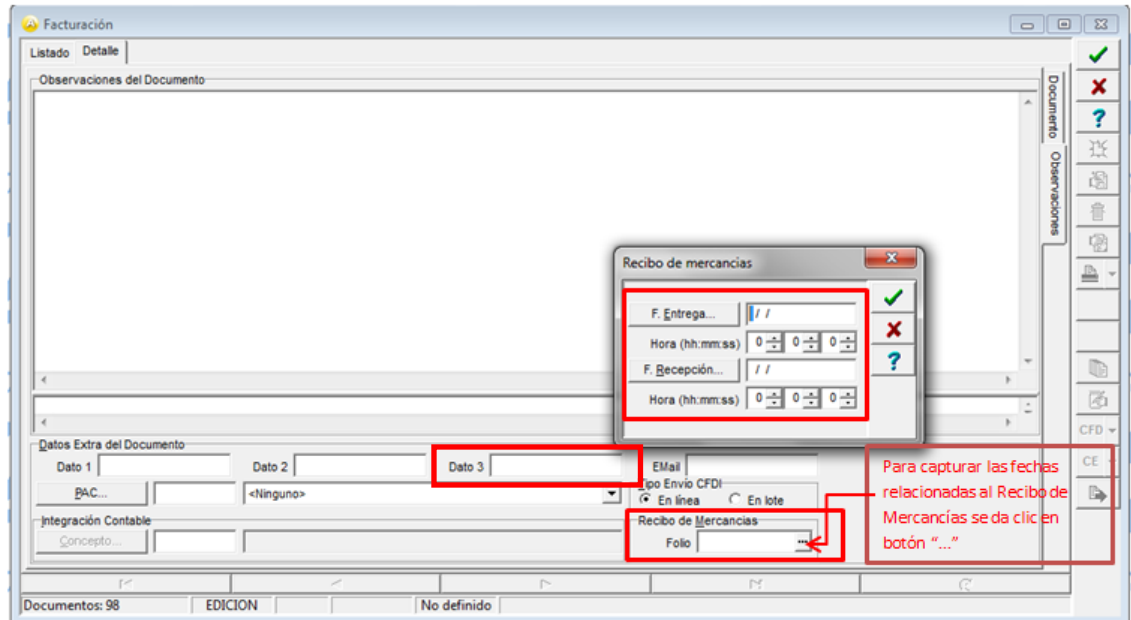 Facturación
Listado Detalle
Observaciones del Documento
Documento
Observaciones
Recibo de mercancias
F. Entrega... / /
Hora (hh:mm:ss) 0 0 0
F. Recepción... / /
Hora (hh:mm:ss) 0 0 0
Datos Extra del Documento
Dato 1 Dato 2 Dato 3 EMail
PAC... <Ninguno>
Tipo Envío CFDI
En línea En lote
Integración Contable
Concepto...
Recibo de Mercancias
Folio ...
CFD
CE
Para capturar las fechas
relacionadas al Recibo de
Mercancías se da clic en
botón “...”
Documentos: 98 EDICION No definido